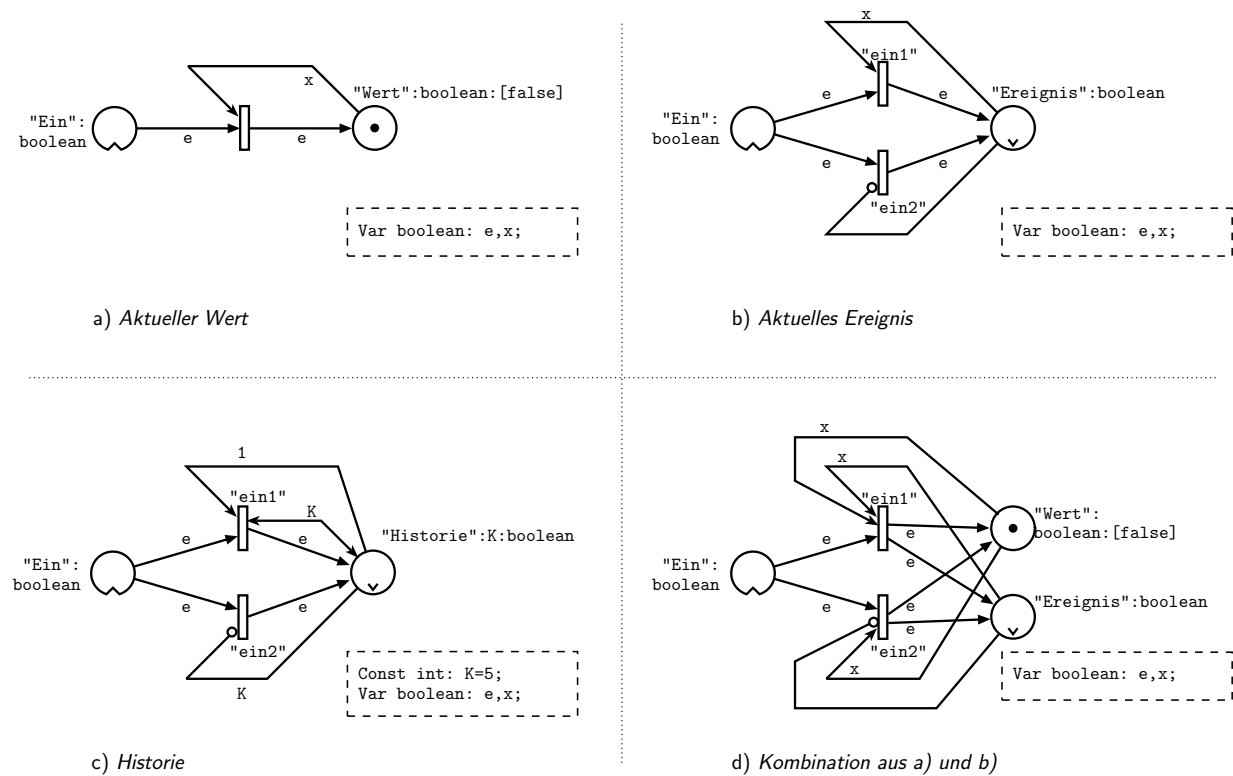 x
"Wert":boolean:[false]
"Ein":
boolean
e
e
Var boolean: e,x;
a) Aktueller Wert
x
"ein1"
"Ereignis":boolean
e
e
"Ein":
boolean
e
e
"ein2"
Var boolean: e,x;
b) Aktuelles Ereignis
1
"ein1"
K
"Historie":K:boolean
e
e
"Ein":
boolean
e
e
"ein2"
K
Const int: K=5;
Var boolean: e,x;
c) Historie
x
x
"ein1"
"Wert":
boolean:[false]
e
e
e
"Ein":
boolean
e
e
e
"Ereignis":boolean
"ein2"
x
Var boolean: e,x;
d) Kombination aus a) und b)